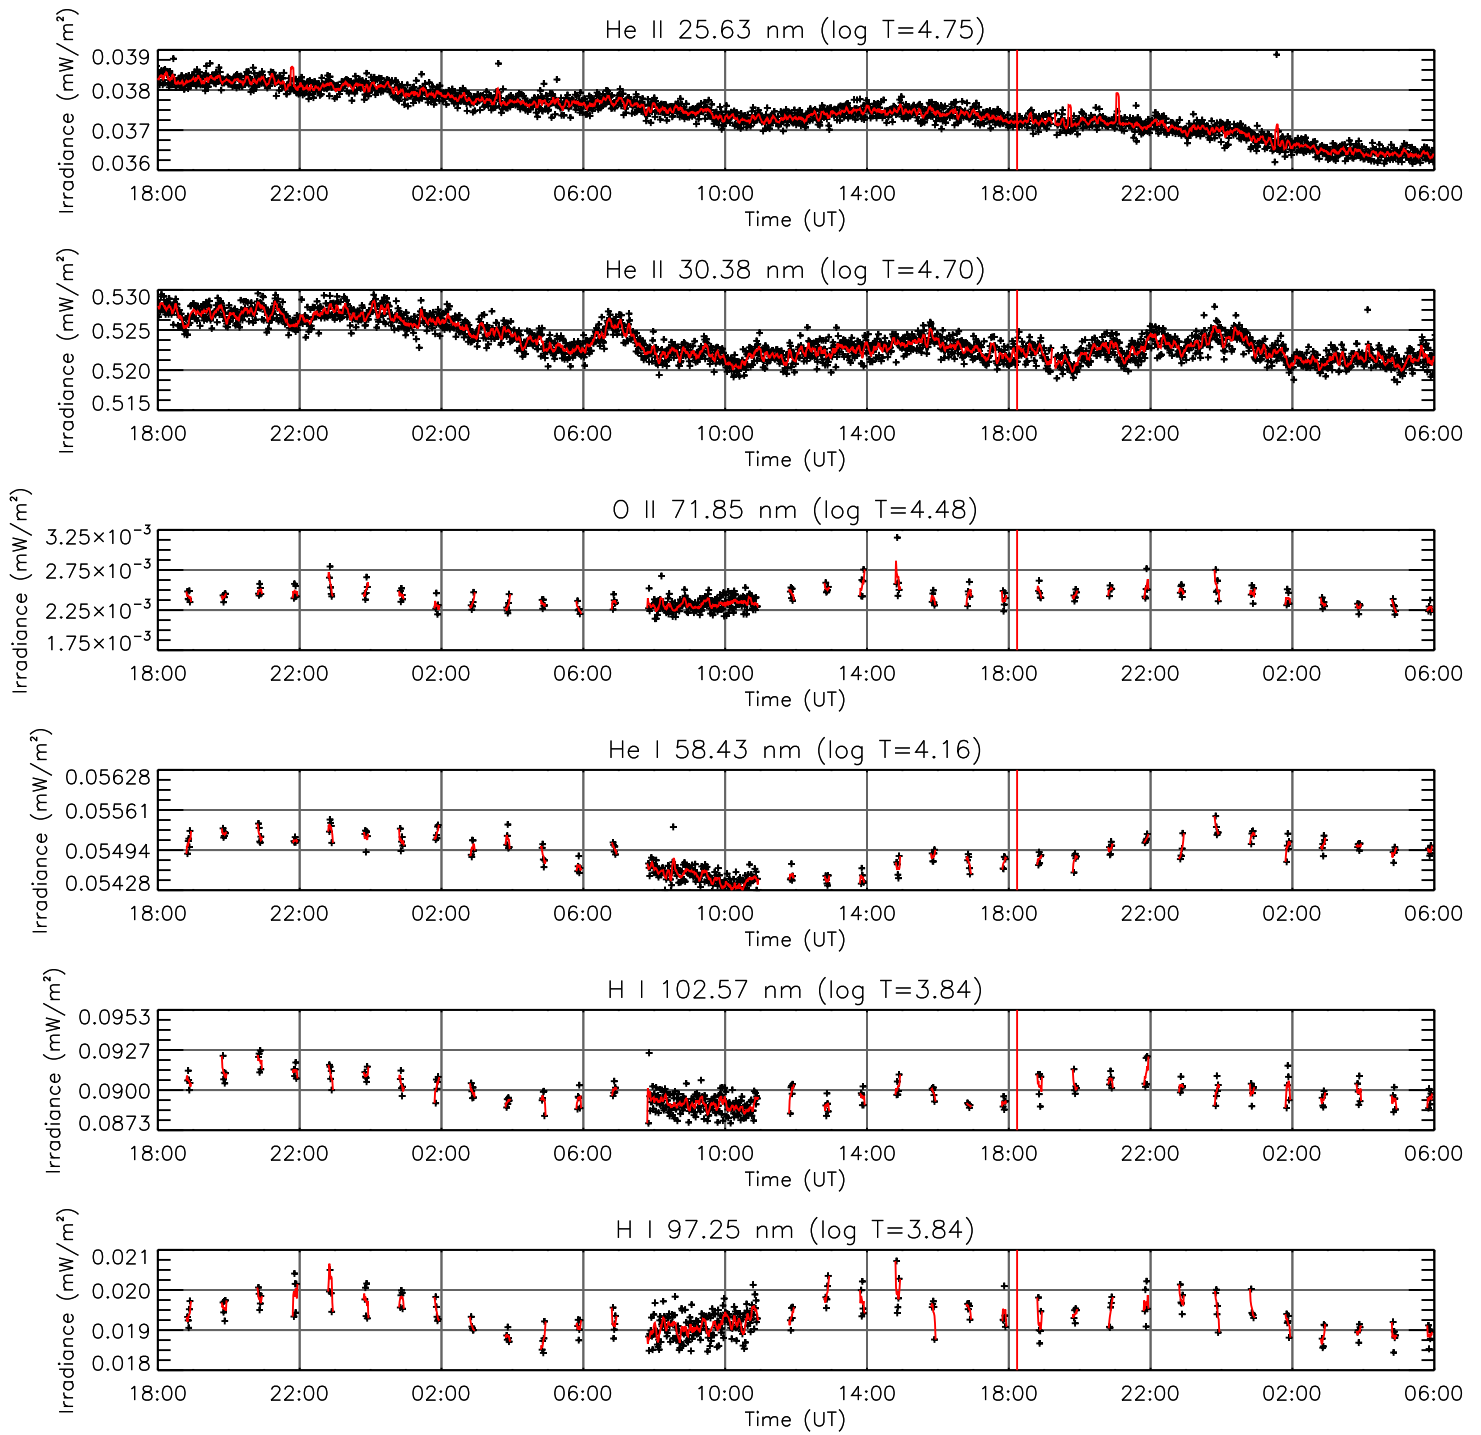 He II 25.63 nm (log T=4.75)
Irradiance (mW/m²)
0.039
0.038
0.037
0.036
18:00 22:00 02:00 06:00 10:00 14:00 18:00 22:00 02:00 06:00
Time (UT)
He II 30.38 nm (log T=4.70)
Irradiance (mW/m²)
0.530
0.525
0.520
0.515
18:00 22:00 02:00 06:00 10:00 14:00 18:00 22:00 02:00 06:00
Time (UT)
O II 71.85 nm (log T=4.48)
Irradiance (mW/m²)
3.25×10⁻³
2.75×10⁻³
2.25×10⁻³
1.75×10⁻³
18:00 22:00 02:00 06:00 10:00 14:00 18:00 22:00 02:00 06:00
Time (UT)
He I 58.43 nm (log T=4.16)
Irradiance (mW/m²)
0.05628
0.05561
0.05494
0.05428
18:00 22:00 02:00 06:00 10:00 14:00 18:00 22:00 02:00 06:00
Time (UT)
H I 102.57 nm (log T=3.84)
Irradiance (mW/m²)
0.0953
0.0927
0.0900
0.0873
18:00 22:00 02:00 06:00 10:00 14:00 18:00 22:00 02:00 06:00
Time (UT)
H I 97.25 nm (log T=3.84)
Irradiance (mW/m²)
0.021
0.020
0.019
0.018
18:00 22:00 02:00 06:00 10:00 14:00 18:00 22:00 02:00 06:00
Time (UT)